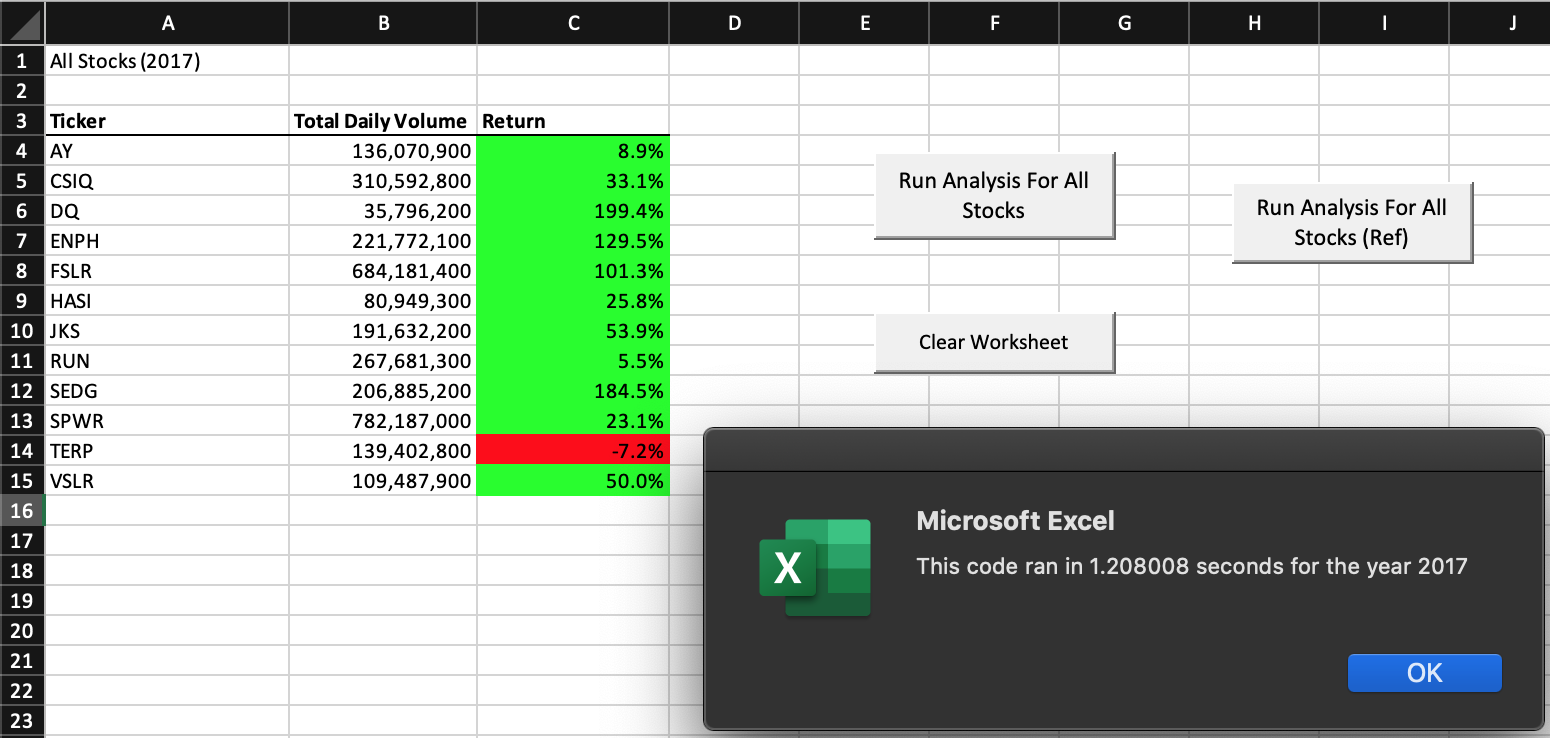 A B C D E F G H I J
1 All Stocks (2017)
2
3 Ticker Total Daily Volume Return
4 AY 136,070,900 8.9%
5 CSIQ 310,592,800 33.1%
6 DQ 35,796,200 199.4%
7 ENPH 221,772,100 129.5%
8 FSLR 684,181,400 101.3%
9 HASI 80,949,300 25.8%
10 JKS 191,632,200 53.9%
11 RUN 267,681,300 5.5%
12 SEDG 206,885,200 184.5%
13 SPWR 782,187,000 23.1%
14 TERP 139,402,800 -7.2%
15 VSLR 109,487,900 50.0%
16
17
18
19
20
21
22
23
Run Analysis For All
Stocks
Run Analysis For All
Stocks (Ref)
Clear Worksheet
X
Microsoft Excel
This code ran in 1.208008 seconds for the year 2017
OK